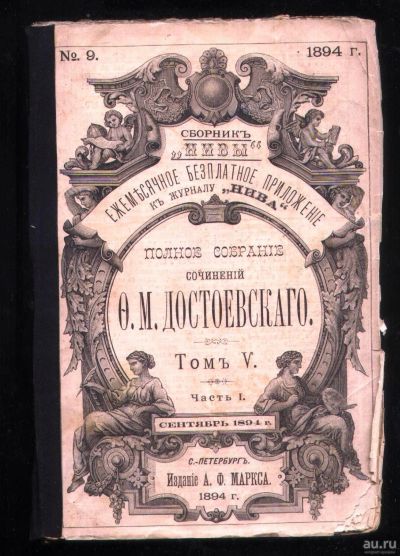 № 9.
1894 г.
СБОРНИКЪ
„НИВЫ“
ЕЖЕМѢСЯЧНОЕ БЕЗПЛАТНОЕ ПРИЛОЖЕНІЕ
КЪ ЖУРНАЛУ „НИВА“
ПОЛНОЕ СОБРАНІЕ
СОЧИНЕНІЙ
Ѳ. М. ДОСТОЕВСКАГО.
ТОМЪ V.
Часть I.
СЕНТЯБРЬ 1894 г.
С.-ПЕТЕРБУРГЪ.
Изданіе А. Ф. МАРКСА.
1894 г.
au.ru